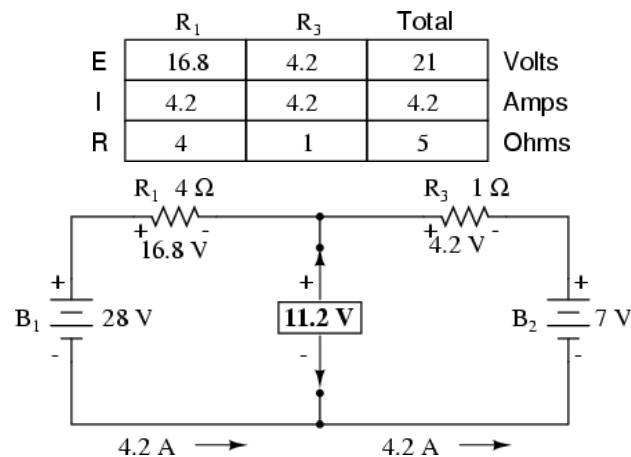 R₁ R₃ Total
E 16.8 4.2 21 Volts
I 4.2 4.2 4.2 Amps
R 4 1 5 Ohms
R₁ 4 Ω R₃ 1 Ω
+ - + -
16.8 V 4.2 V
+ + +
B₁ 28 V 11.2 V B₂ 7 V
- - -
4.2 A 4.2 A